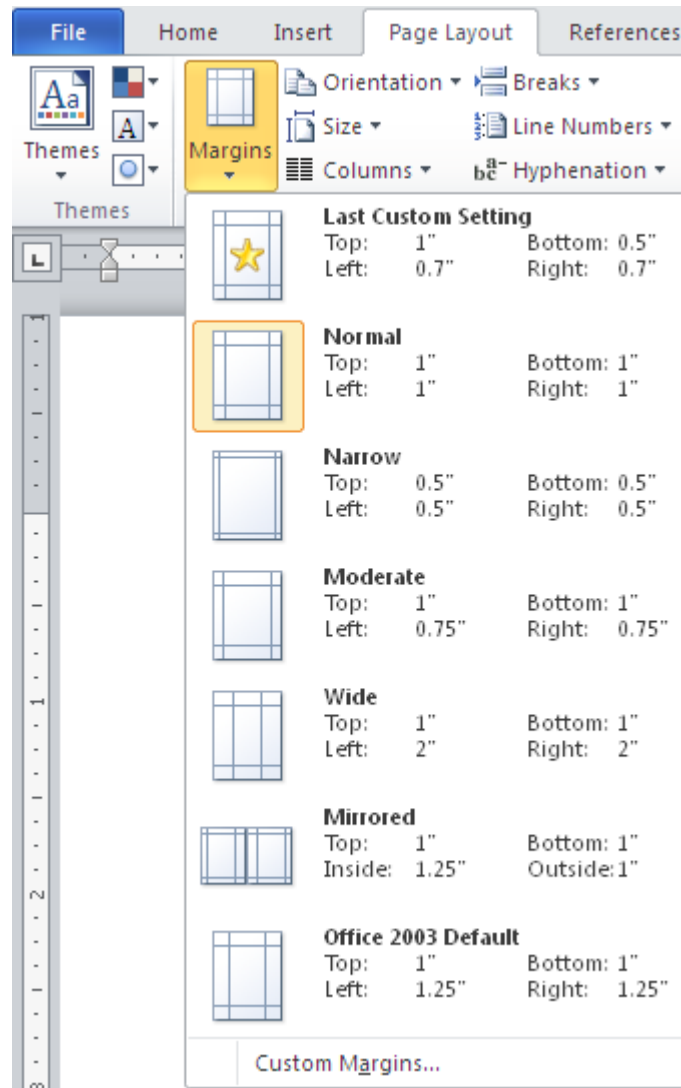 File Home Insert Page Layout References
Aa Orientation Breaks
A Size Line Numbers
Themes Margins Columns Hyphenation
Themes
L
Last Custom Setting
Top: 1" Bottom: 0.5"
Left: 0.7" Right: 0.7"
Normal
Top: 1" Bottom: 1"
Left: 1" Right: 1"
Narrow
Top: 0.5" Bottom: 0.5"
Left: 0.5" Right: 0.5"
Moderate
Top: 1" Bottom: 1"
Left: 0.75" Right: 0.75"
Wide
Top: 1" Bottom: 1"
Left: 2" Right: 2"
Mirrored
Top: 1" Bottom: 1"
Inside: 1.25" Outside: 1"
Office 2003 Default
Top: 1" Bottom: 1"
Left: 1.25" Right: 1.25"
Custom Margins...
1
1
2